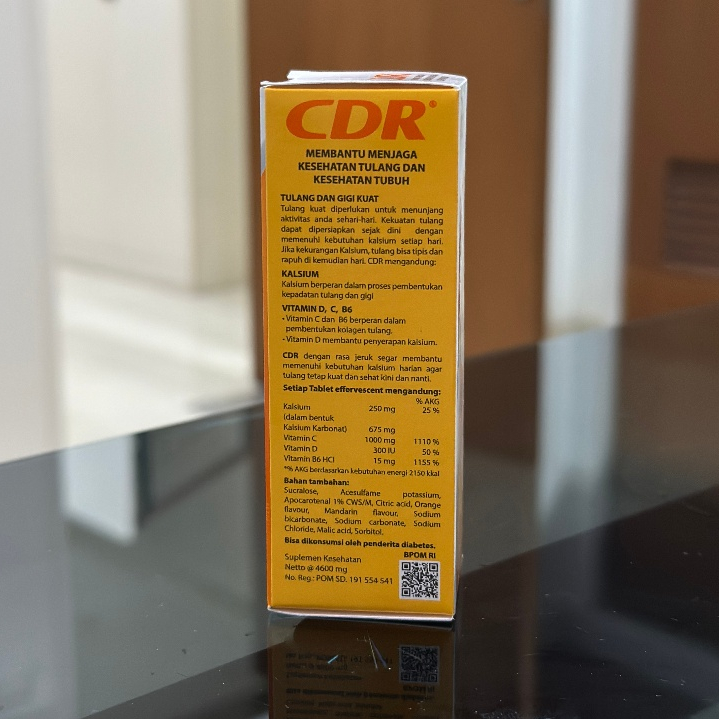 CDR®
MEMBANTU MENJAGA
KESEHATAN TULANG DAN
KESEHATAN TUBUH
TULANG DAN GIGI KUAT
Tulang kuat diperlukan untuk menunjang
aktivitas anda sehari-hari. Kekuatan tulang
dapat dipersiapkan sejak dini dengan
memenuhi kebutuhan kalsium setiap hari.
Jika kekurangan Kalsium, tulang bisa tipis dan
rapuh di kemudian hari. CDR mengandung:
KALSIUM
Kalsium berperan dalam proses pembentukan
kepadatan tulang dan gigi
VITAMIN D, C, B6
• Vitamin C dan B6 berperan dalam
pembentukan kolagen tulang.
• Vitamin D membantu penyerapan kalsium.
CDR dengan rasa jeruk segar membantu
memenuhi kebutuhan kalsium harian agar
tulang tetap kuat dan sehat kini dan nanti.
Setiap Tablet effervescent mengandung:
% AKG
Kalsium 250 mg 25 %
(dalam bentuk
Kalsium Karbonat) 675 mg
Vitamin C 1000 mg 1110 %
Vitamin D 300 IU 50 %
Vitamin B6 HCl 15 mg 1155 %
*% AKG berdasarkan kebutuhan energi 2150 kkal
Bahan tambahan:
Sucralose, Acesulfame potassium,
Apocarotenal 1% CWS/M, Citric acid, Orange
flavour, Mandarin flavour, Sodium
bicarbonate, Sodium carbonate, Sodium
Chloride, Malic acid, Sorbitol.
Bisa dikonsumsi oleh penderita diabetes.
BPOM RI
Suplemen Kesehatan
Netto @ 4600 mg
No. Reg.: POM SD. 191 554 541